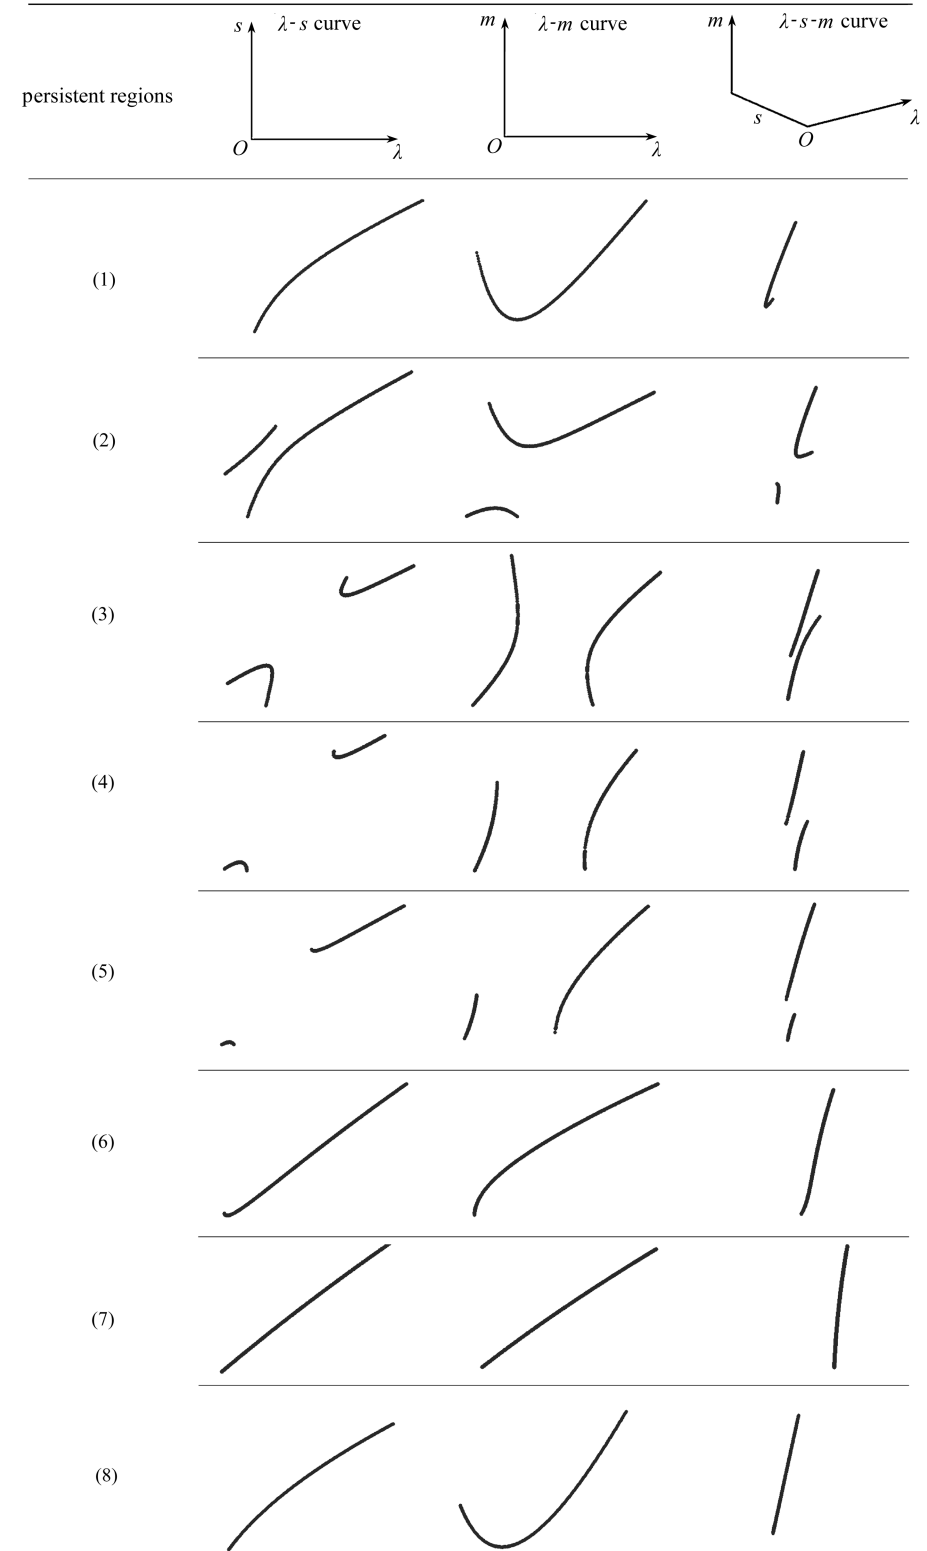 s λ-s curve m λ-m curve m λ-s-m curve
persistent regions
s λ
O λ O λ O
(1)
(2)
(3)
(4)
(5)
(6)
(7)
(8)